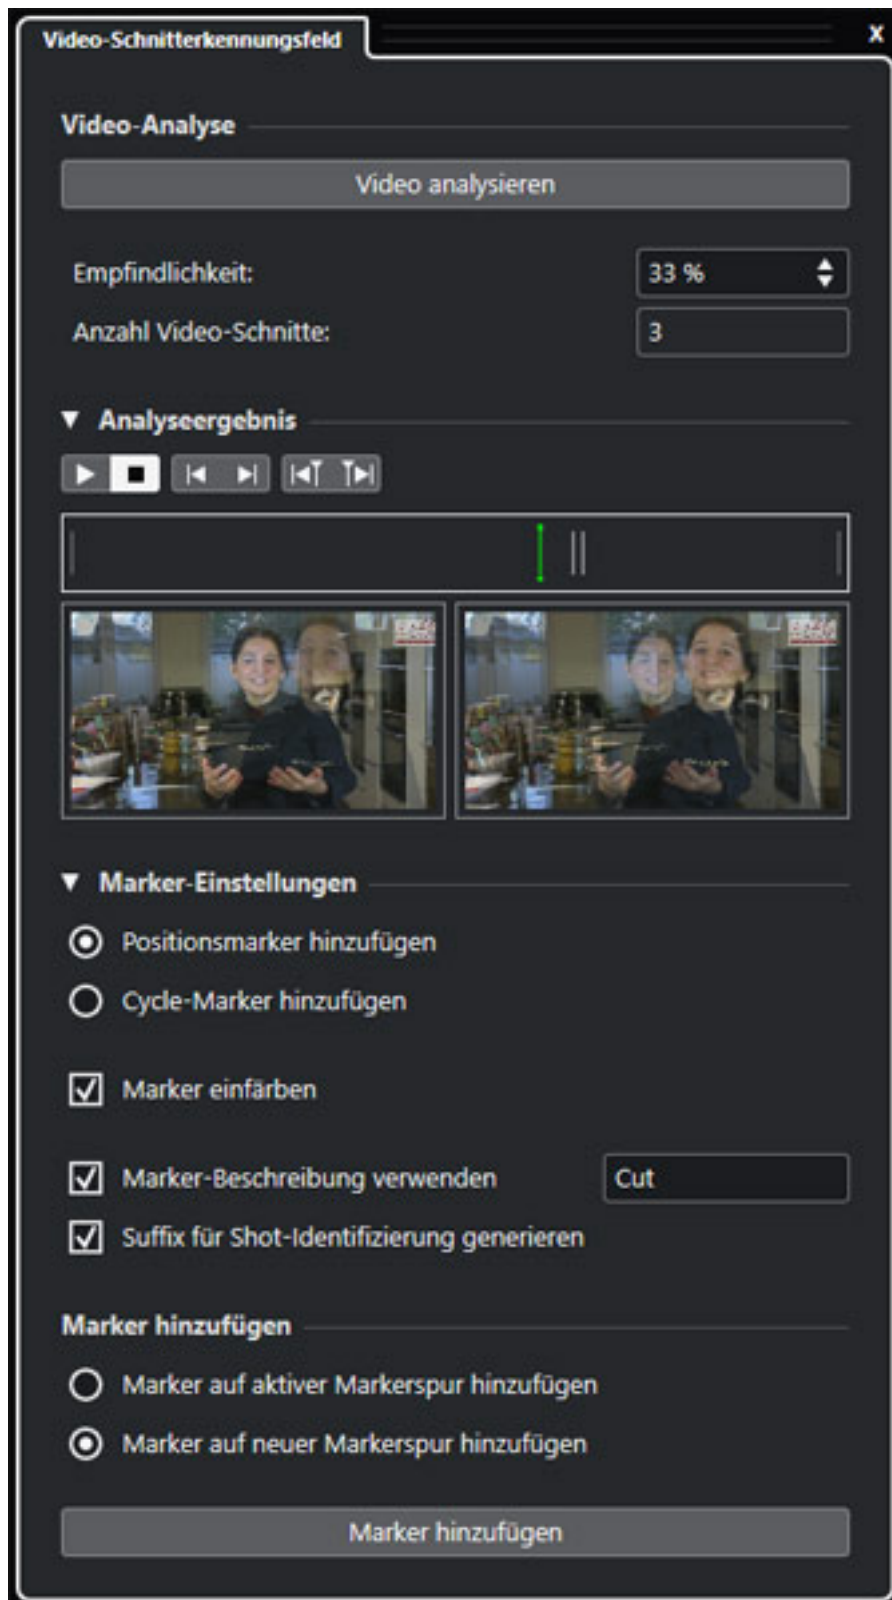 Video-Schnitterkennungsfeld
X
Video-Analyse
Video analysieren
Empfindlichkeit: 33 %
Anzahl Video-Schnitte: 3
Analyseergebnis
Marker-Einstellungen
Positionsmarker hinzufügen
Cycle-Marker hinzufügen
Marker einfärben
Marker-Beschreibung verwenden Cut
Suffix für Shot-Identifizierung generieren
Marker hinzufügen
Marker auf aktiver Markerspur hinzufügen
Marker auf neuer Markerspur hinzufügen
Marker hinzufügen